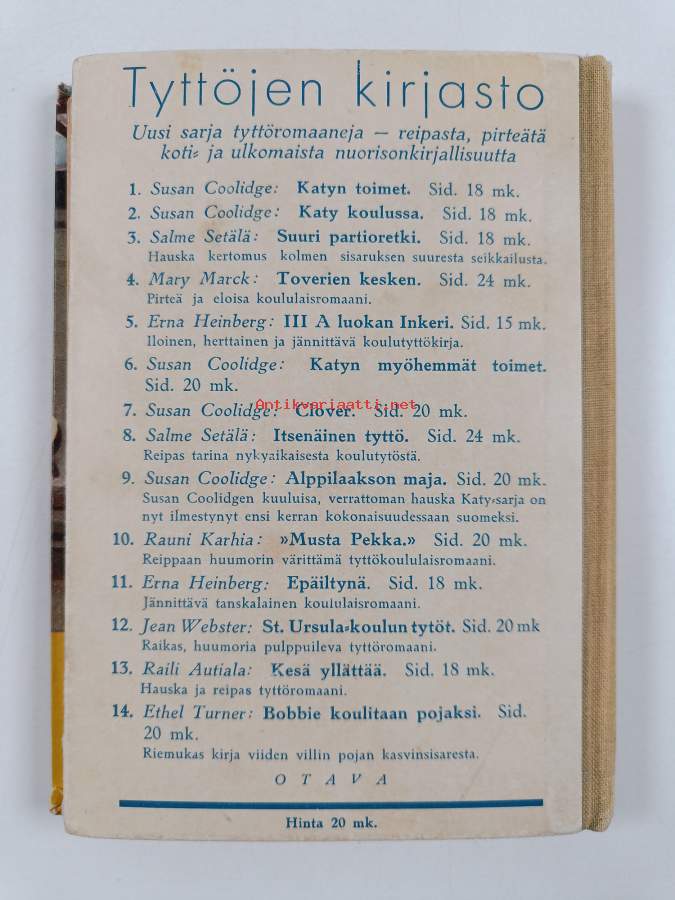 Tyttöjen kirjasto
Uusi sarja tyttöromaaneja — reipasta, pirteätä
koti- ja ulkomaista nuorisonkirjallisuutta
1. Susan Coolidge: Katyn toimet. Sid. 18 mk.
2. Susan Coolidge: Katy koulussa. Sid. 18 mk.
3. Salme Setälä: Suuri partioretki. Sid. 18 mk.
Hauska kertomus kolmen sisaruksen suuresta seikkailusta.
4. Mary Marck: Toverien kesken. Sid. 24 mk.
Pirteä ja eloisa koululaisromaani.
5. Erna Heinberg: III A luokan Inkeri. Sid. 15 mk.
Iloinen, herttainen ja jännittävä koulutyttökirja.
6. Susan Coolidge: Katyn myöhemmät toimet.
Sid. 20 mk.
Antikvariaatti.net
7. Susan Coolidge: Clover. Sid. 20 mk.
8. Salme Setälä: Itsenäinen tyttö. Sid. 24 mk.
Reipas tarina nykyaikaisesta koulutytöstä.
9. Susan Coolidge: Alppilaakson maja. Sid. 20 mk.
Susan Coolidgen kuuluisa, verrattoman hauska Katy-sarja on
nyt ilmestynyt ensi kerran kokonaisuudessaan suomeksi.
10. Rauni Karhia: »Musta Pekka.» Sid. 20 mk.
Reippaan huumorin värittämä tyttökoululaisromaani.
11. Erna Heinberg: Epäiltynä. Sid. 18 mk.
Jännittävä tanskalainen koululaisromaani.
12. Jean Webster: St. Ursula-koulun tytöt. Sid. 20 mk
Raikas, huumoria pulppuileva tyttöromaani.
13. Raili Autiala: Kesä yllättää. Sid. 18 mk.
Hauska ja reipas tyttöromaani.
14. Ethel Turner: Bobbie koulitaan pojaksi. Sid.
20 mk.
Riemukas kirja viiden villin pojan kasvinsisaresta.
OTAVA
Hinta 20 mk.